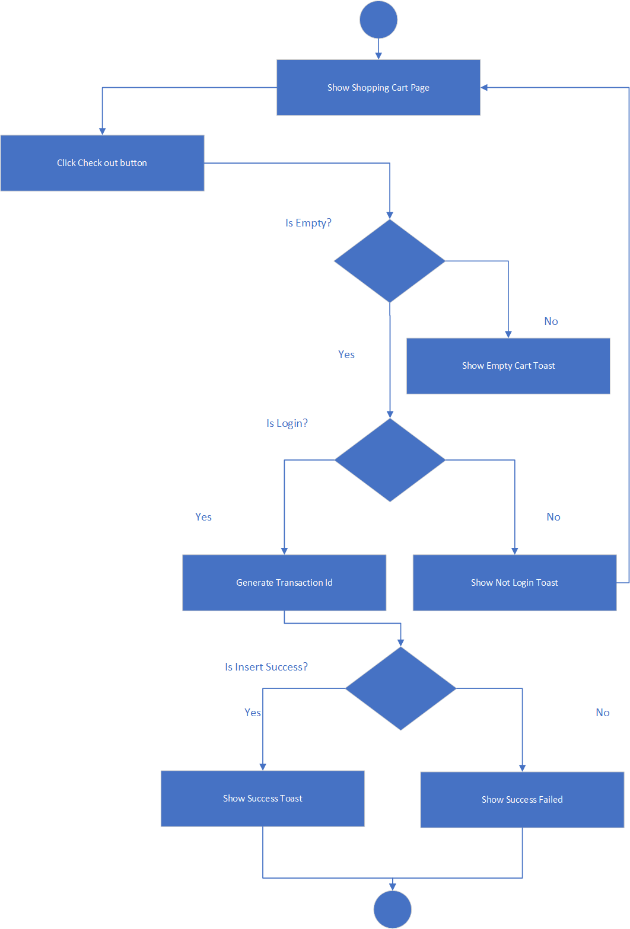 Show Shopping Cart Page
Click Check out button
Is Empty?
No
Yes
Show Empty Cart Toast
Is Login?
Yes
No
Generate Transaction Id
Show Not Login Toast
Is Insert Success?
Yes
No
Show Success Toast
Show Success Failed